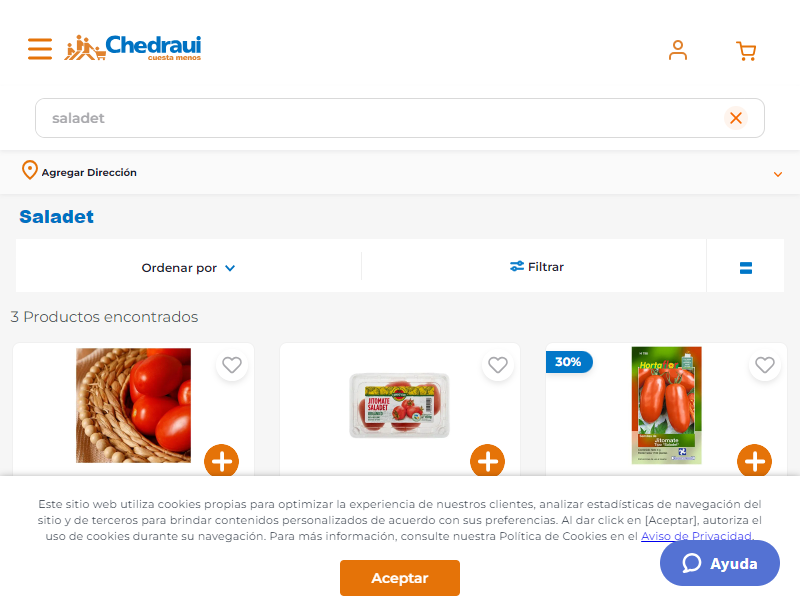 Chedraui
cuesta menos
saladet
Agregar Dirección
Saladet
Ordenar por
Filtrar
3 Productos encontrados
30%
JITOMATE
SALADET
Jitomate
Este sitio web utiliza cookies propias para optimizar la experiencia de nuestros clientes, analizar estadísticas de navegación del
sitio y de terceros para brindar contenidos personalizados de acuerdo con sus preferencias. Al dar click en [Aceptar], autoriza el
uso de cookies durante su navegación. Para más información, consulte nuestra Política de Cookies en el Aviso de Privacidad.
Aceptar
Ayuda